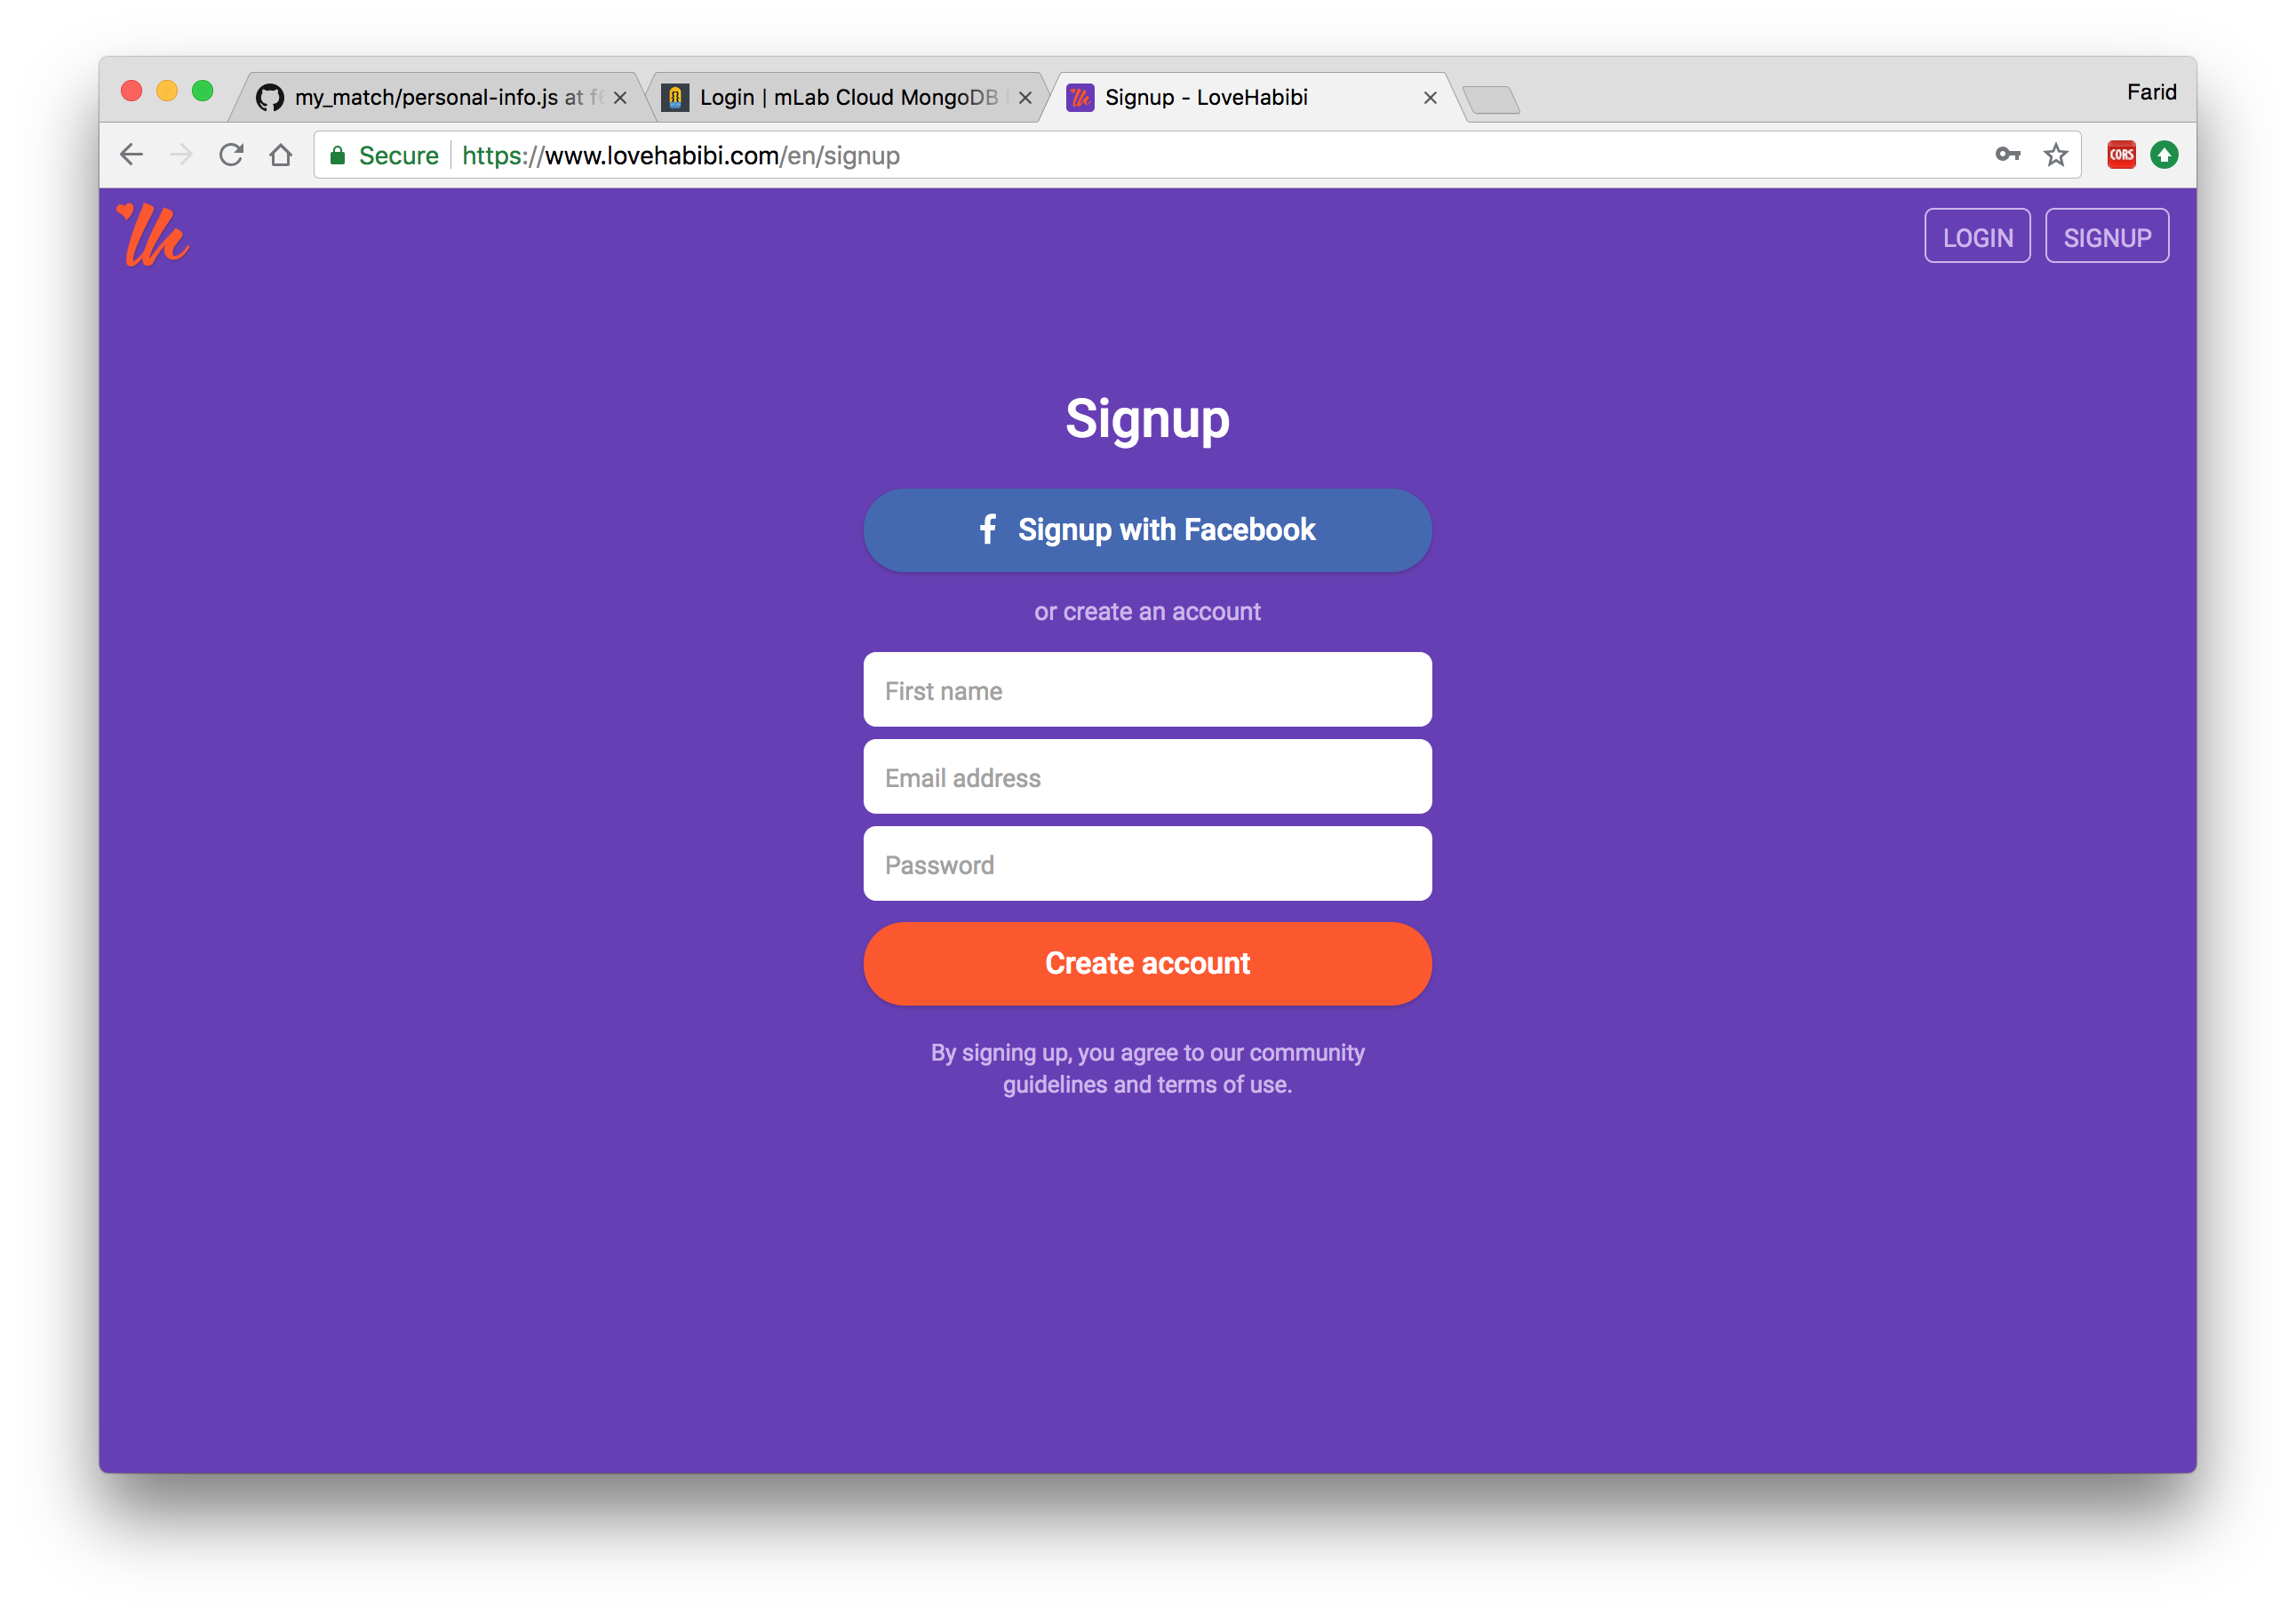 my_match/personal-info.js at f
Login | mLab Cloud MongoDB
Signup - LoveHabibi
Farid
Secure
https://www.lovehabibi.com/en/signup
CORS
lh
LOGIN
SIGNUP
Signup
f Signup with Facebook
or create an account
First name
Email address
Password
Create account
By signing up, you agree to our community
guidelines and terms of use.